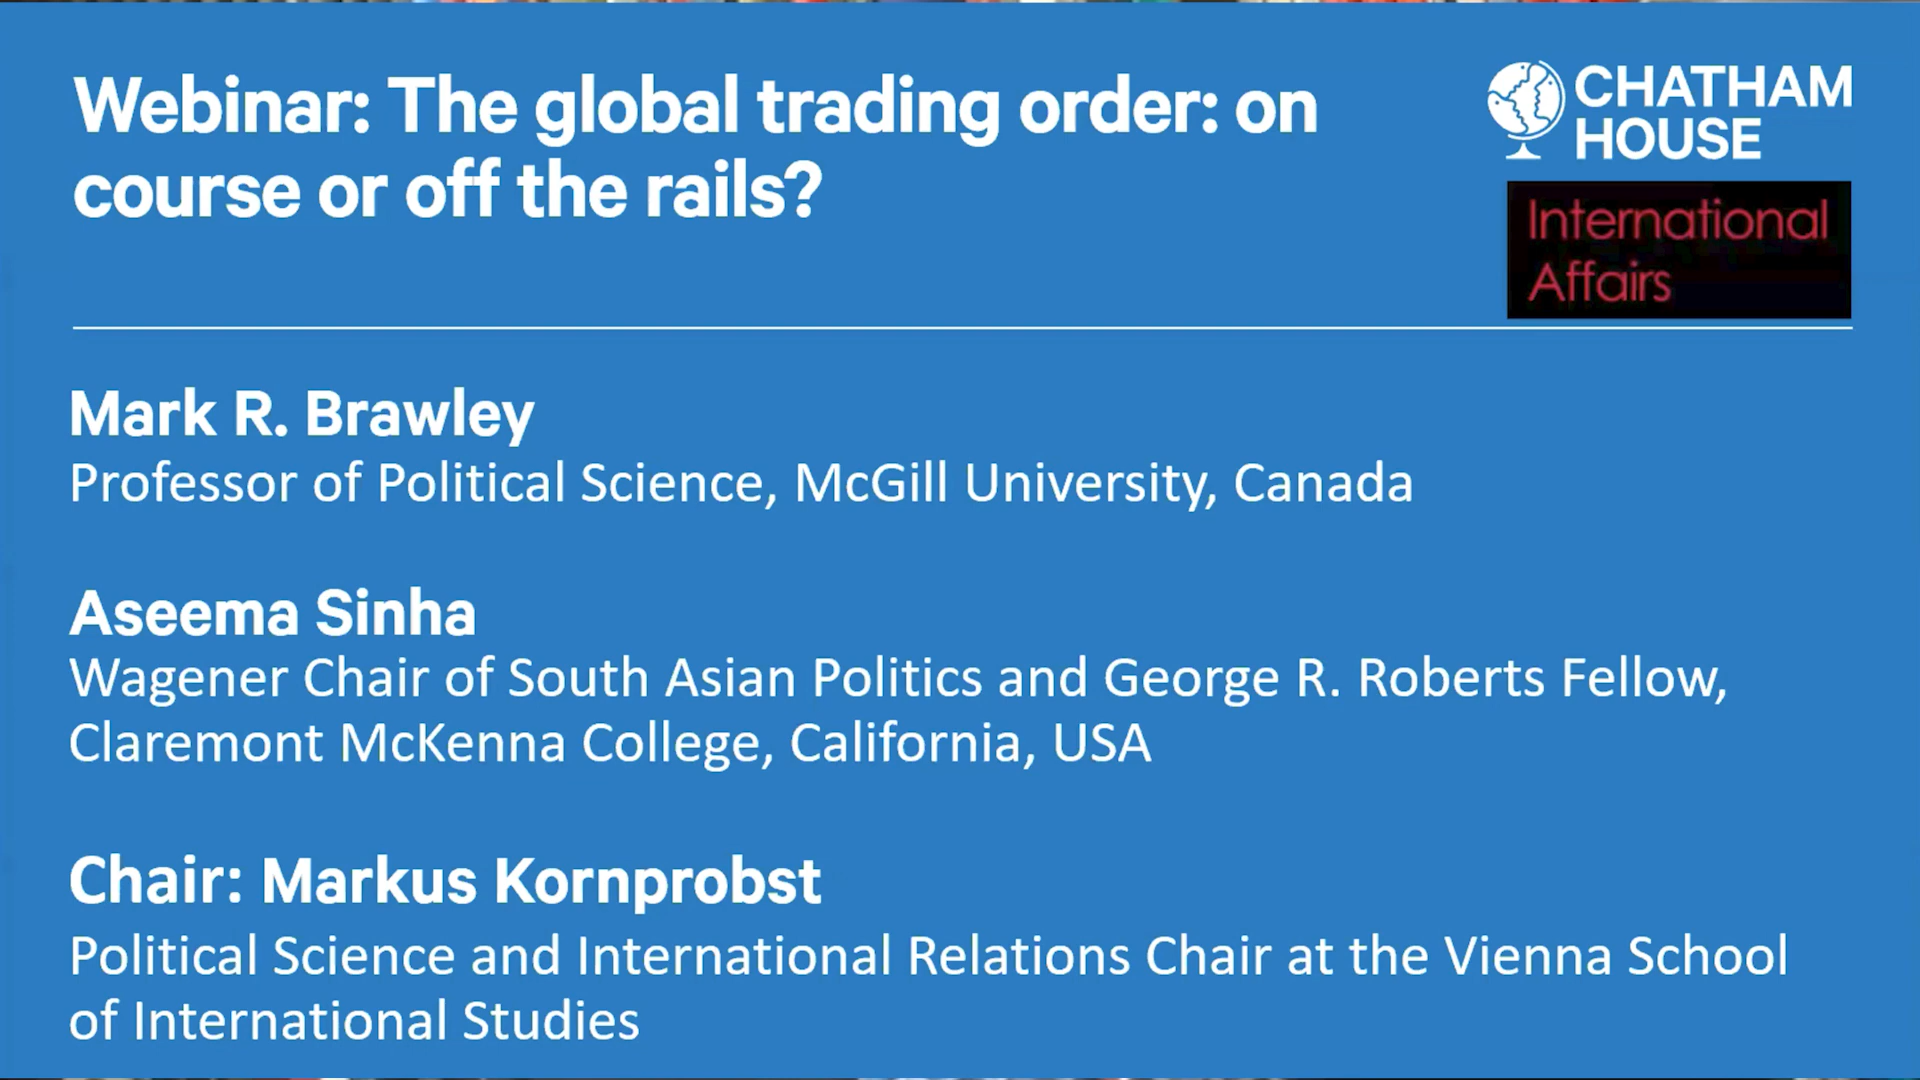 Webinar: The global trading order: on
course or off the rails?
CHATHAM
HOUSE
International
Affairs
Mark R. Brawley
Professor of Political Science, McGill University, Canada
Aseema Sinha
Wagener Chair of South Asian Politics and George R. Roberts Fellow,
Claremont McKenna College, California, USA
Chair: Markus Kornprobst
Political Science and International Relations Chair at the Vienna School
of International Studies